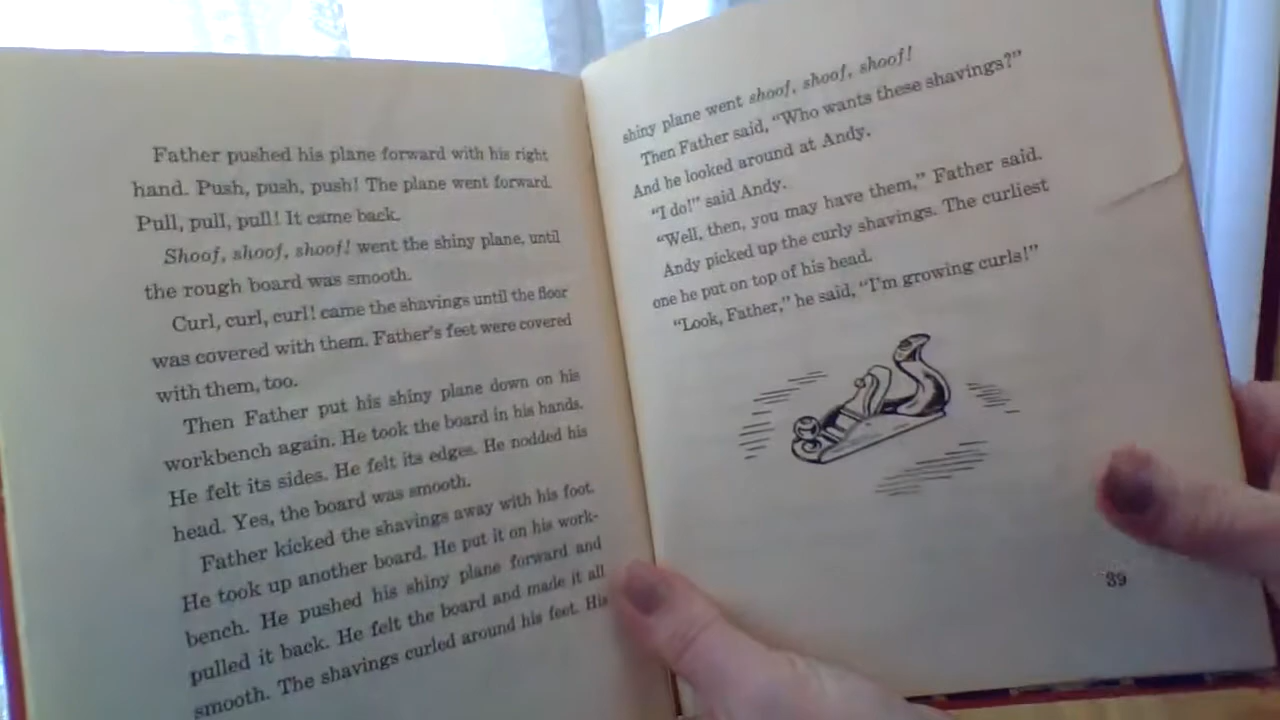 Father pushed his plane forward with his right
hand. Push, push, push! The plane went forward.
Pull, pull, pull! It came back.
Shoof, shoof, shoof! went the shiny plane, until
the rough board was smooth.
Curl, curl, curl! came the shavings until the floor
was covered with them. Father's feet were covered
with them, too.
Then Father put his shiny plane down on his
workbench again. He took the board in his hands.
He felt its sides. He felt its edges. He nodded his
head. Yes, the board was smooth.
Father kicked the shavings away with his foot.
He took up another board. He put it on his work-
bench. He pushed his shiny plane forward and
pulled it back. He felt the board and made it all
smooth. The shavings curled around his feet. His
shiny plane went shoof, shoof, shoof!
Then Father said, “Who wants these shavings?”
And he looked around at Andy.
“I do!” said Andy.
“Well, then, you may have them,” Father said.
Andy picked up the curly shavings. The curliest
one he put on top of his head.
“Look, Father,” he said, “I'm growing curls!”
39